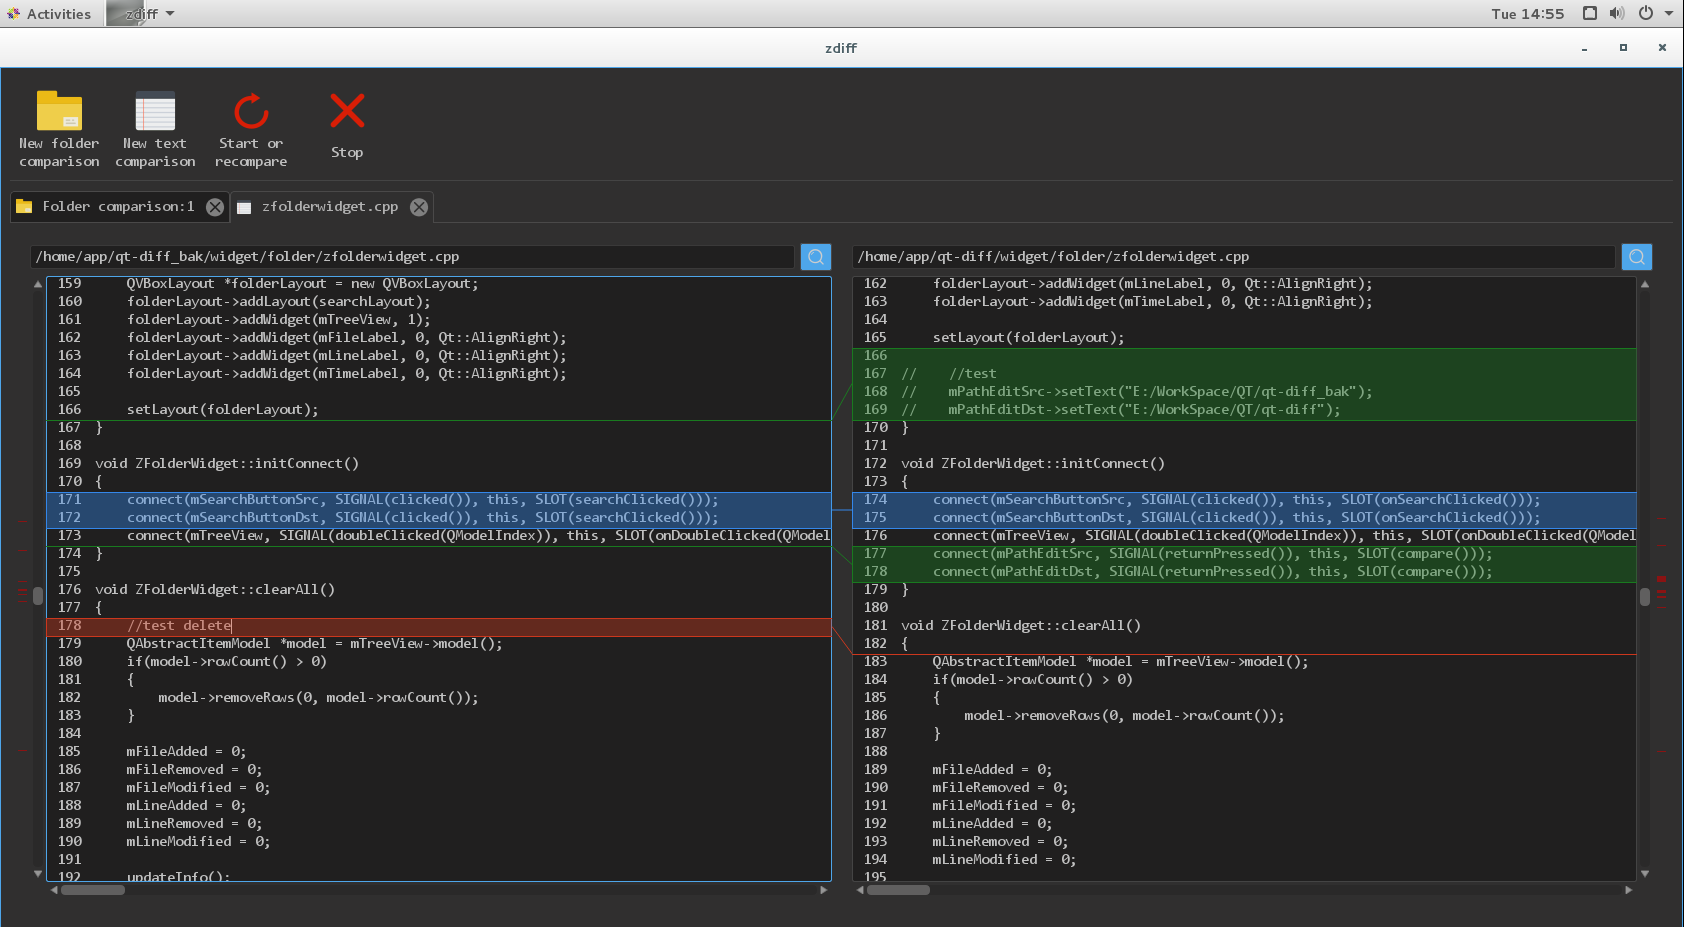 Activities
zdiff
Tue 14:55
zdiff
New folder
comparison
New text
comparison
Start or
recompare
Stop
Folder comparison:1
zfolderwidget.cpp
/home/app/qt-diff_bak/widget/folder/zfolderwidget.cpp
159 QVBoxLayout *folderLayout = new QVBoxLayout;
160 folderLayout->addLayout(searchLayout);
161 folderLayout->addWidget(mTreeView, 1);
162 folderLayout->addWidget(mFileLabel, 0, Qt::AlignRight);
163 folderLayout->addWidget(mLineLabel, 0, Qt::AlignRight);
164 folderLayout->addWidget(mTimeLabel, 0, Qt::AlignRight);
165
166 setLayout(folderLayout);
167 }
168
169 void ZFolderWidget::initConnect()
170 {
171 connect(mSearchButtonSrc, SIGNAL(clicked()), this, SLOT(searchClicked()));
172 connect(mSearchButtonDst, SIGNAL(clicked()), this, SLOT(searchClicked()));
173 connect(mTreeView, SIGNAL(doubleClicked(QModelIndex)), this, SLOT(onDoubleClicked(QModel
174 }
175
176 void ZFolderWidget::clearAll()
177 {
178 //test delete
179 QAbstractItemModel *model = mTreeView->model();
180 if(model->rowCount() > 0)
181 {
182 model->removeRows(0, model->rowCount());
183 }
184
185 mFileAdded = 0;
186 mFileRemoved = 0;
187 mFileModified = 0;
188 mLineAdded = 0;
189 mLineRemoved = 0;
190 mLineModified = 0;
191
192 updateInfo();
/home/app/qt-diff/widget/folder/zfolderwidget.cpp
162 folderLayout->addWidget(mLineLabel, 0, Qt::AlignRight);
163 folderLayout->addWidget(mTimeLabel, 0, Qt::AlignRight);
164
165 setLayout(folderLayout);
166
167 // //test
168 // mPathEditSrc->setText("E:/WorkSpace/QT/qt-diff_bak");
169 // mPathEditDst->setText("E:/WorkSpace/QT/qt-diff");
170 }
171
172 void ZFolderWidget::initConnect()
173 {
174 connect(mSearchButtonSrc, SIGNAL(clicked()), this, SLOT(onSearchClicked()));
175 connect(mSearchButtonDst, SIGNAL(clicked()), this, SLOT(onSearchClicked()));
176 connect(mTreeView, SIGNAL(doubleClicked(QModelIndex)), this, SLOT(onDoubleClicked(QModel
177 connect(mPathEditSrc, SIGNAL(returnPressed()), this, SLOT(compare()));
178 connect(mPathEditDst, SIGNAL(returnPressed()), this, SLOT(compare()));
179 }
180
181 void ZFolderWidget::clearAll()
182 {
183 QAbstractItemModel *model = mTreeView->model();
184 if(model->rowCount() > 0)
185 {
186 model->removeRows(0, model->rowCount());
187 }
188
189 mFileAdded = 0;
190 mFileRemoved = 0;
191 mFileModified = 0;
192 mLineAdded = 0;
193 mLineRemoved = 0;
194 mLineModified = 0;
195